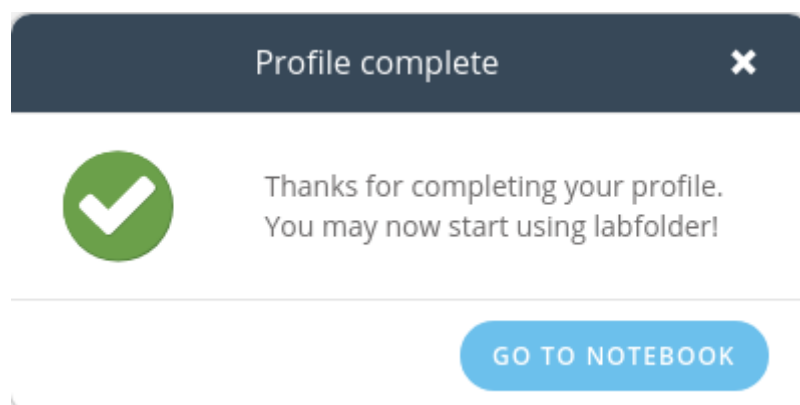 Profile complete
Thanks for completing your profile.
You may now start using labfolder!
GO TO NOTEBOOK